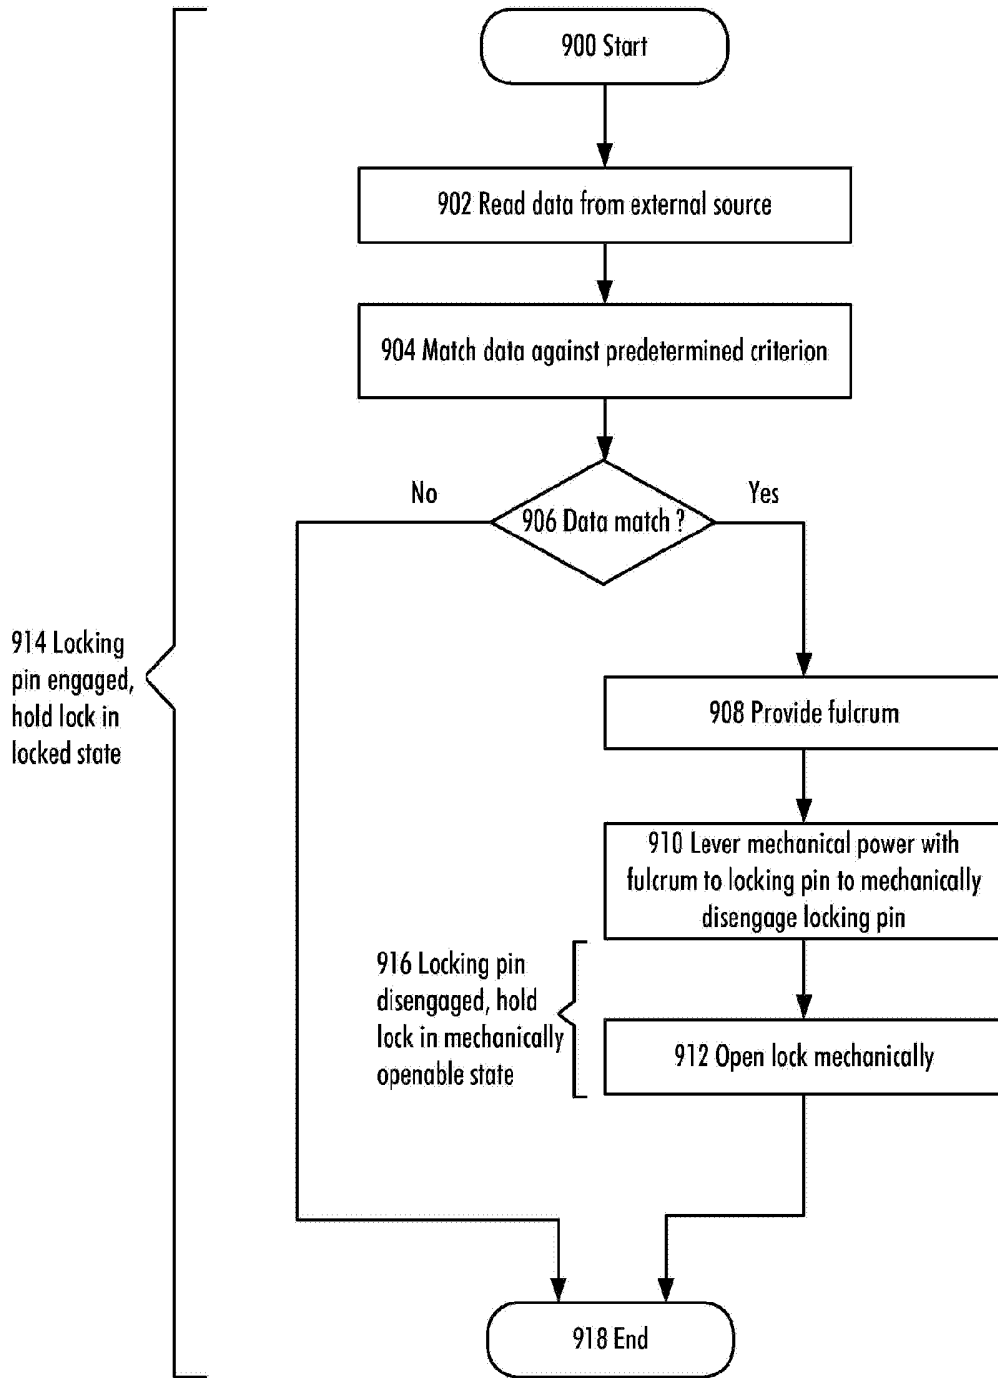 900 Start
902 Read data from external source
904 Match data against predetermined criterion
No
Yes
906 Data match ?
914 Locking
pin engaged,
hold lock in
locked state
908 Provide fulcrum
910 Lever mechanical power with
fulcrum to locking pin to mechanically
disengage locking pin
916 Locking pin
disengaged, hold
lock in mechanically
openable state
912 Open lock mechanically
918 End